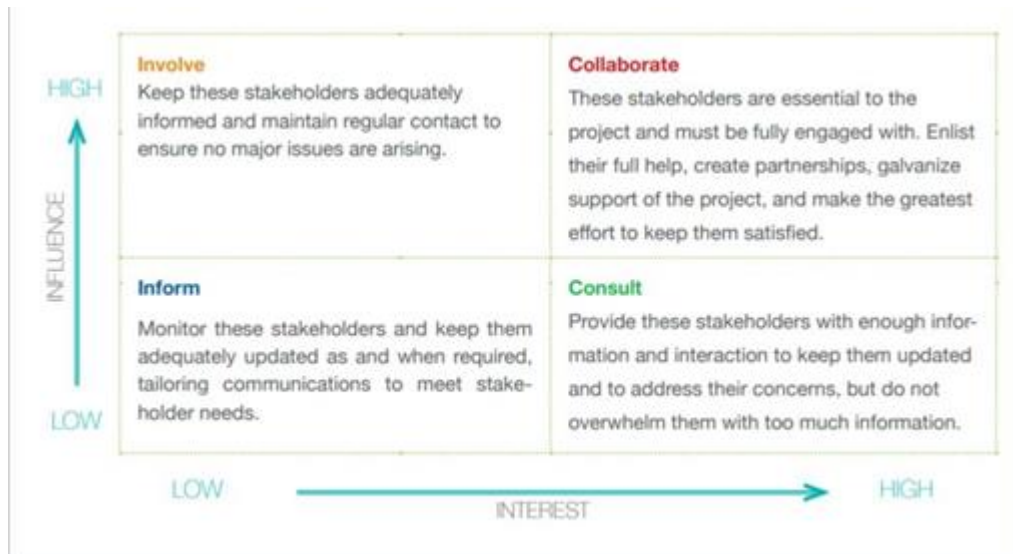 HIGH
INFLUENCE
LOW
Involve
Keep these stakeholders adequately
informed and maintain regular contact to
ensure no major issues are arising.
Collaborate
These stakeholders are essential to the
project and must be fully engaged with. Enlist
their full help, create partnerships, galvanize
support of the project, and make the greatest
effort to keep them satisfied.
Inform
Monitor these stakeholders and keep them
adequately updated as and when required,
tailoring communications to meet stake-
holder needs.
Consult
Provide these stakeholders with enough infor-
mation and interaction to keep them updated
and to address their concerns, but do not
overwhelm them with too much information.
LOW
INTEREST
HIGH